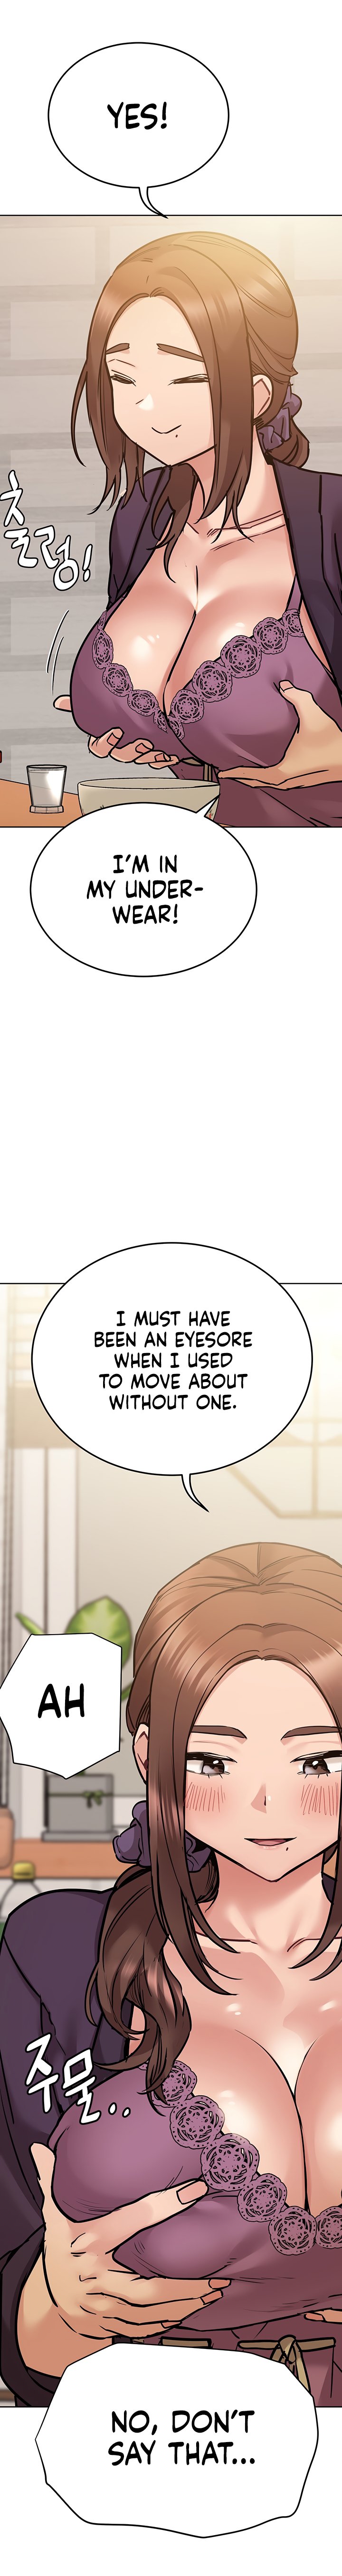 YES!
출렁!
I'M IN
MY UNDER-
WEAR!
I MUST HAVE
BEEN AN EYESORE
WHEN I USED
TO MOVE ABOUT
WITHOUT ONE.
AH
주물..
NO, DON'T
SAY THAT...